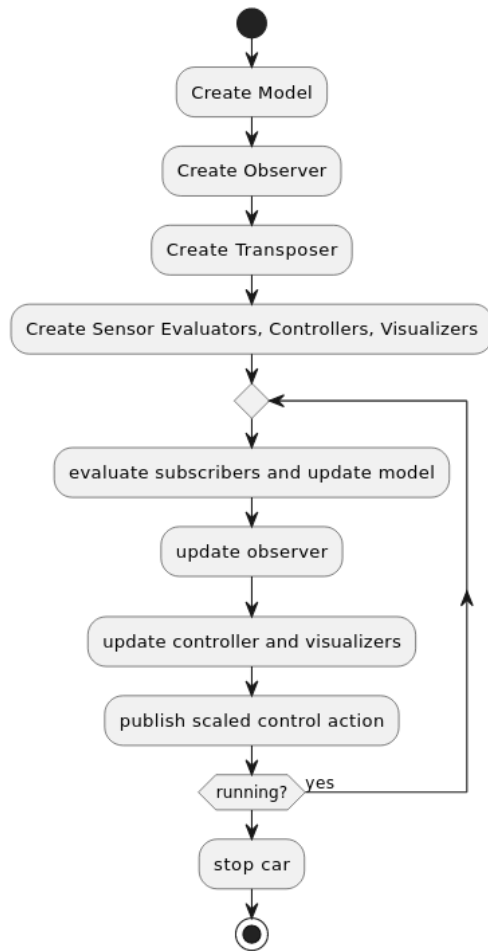 Create Model
Create Observer
Create Transposer
Create Sensor Evaluators, Controllers, Visualizers
evaluate subscribers and update model
update observer
update controller and visualizers
publish scaled control action
running?
yes
stop car